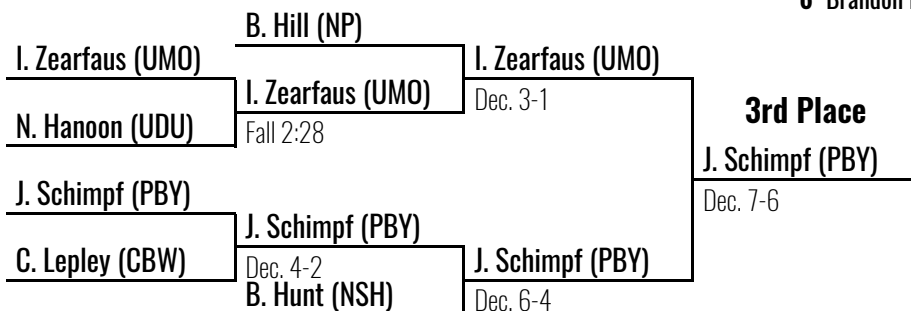 6 Brandon
B. Hill (NP)
I. Zearfaus (UMO)
I. Zearfaus (UMO)
I. Zearfaus (UMO)
Dec. 3-1
N. Hanoon (UDU)
Fall 2:28
3rd Place
J. Schimpf (PBY)
Dec. 7-6
J. Schimpf (PBY)
J. Schimpf (PBY)
C. Lepley (CBW)
Dec. 4-2
J. Schimpf (PBY)
B. Hunt (NSH)
Dec. 6-4